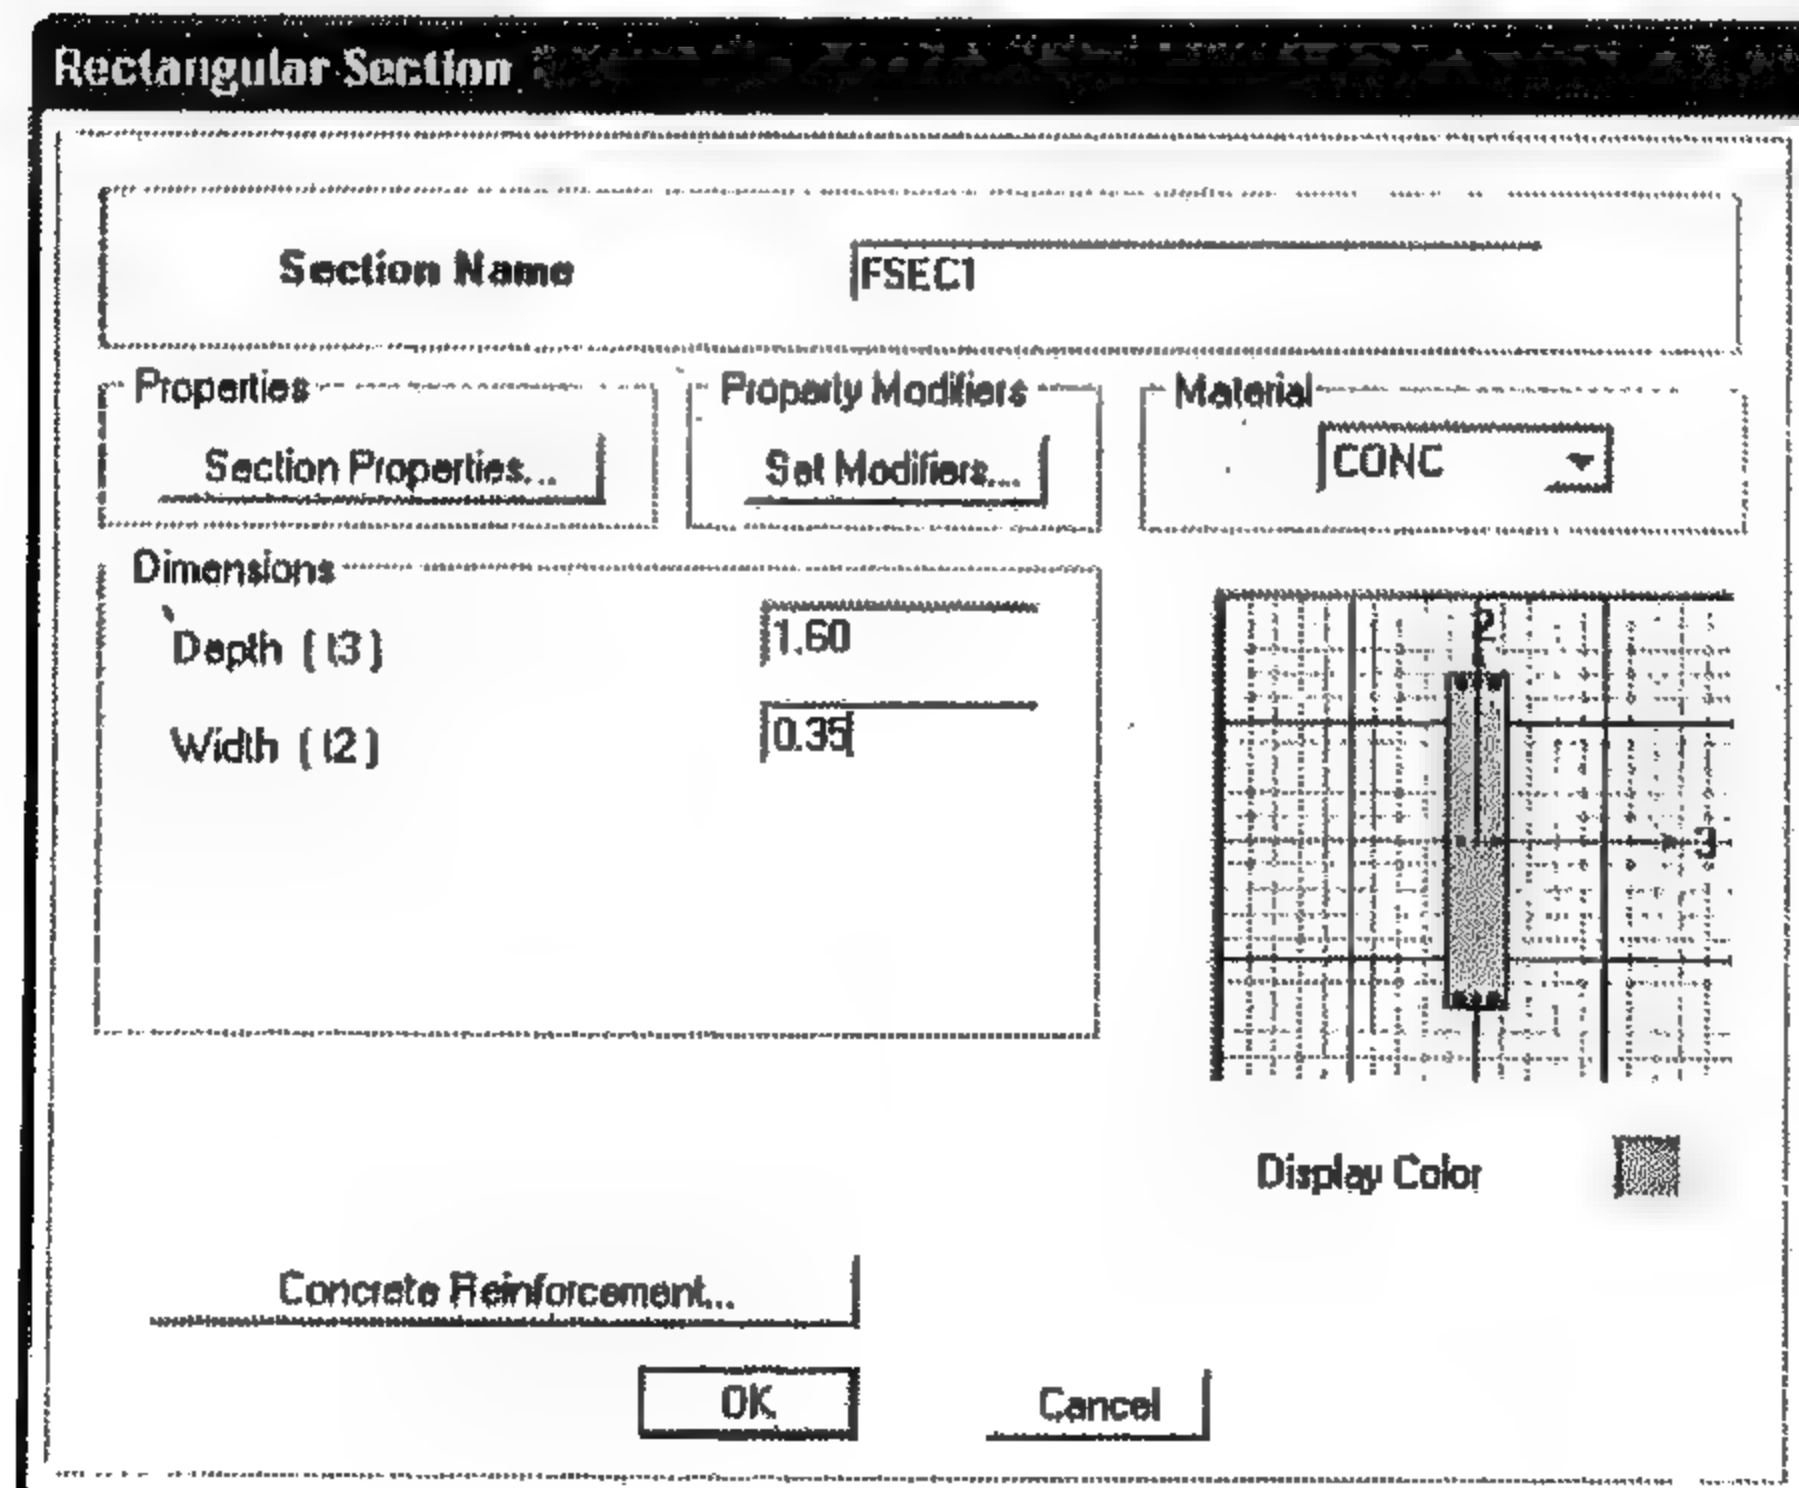 Rectangular Section
Section Name
FSEC1
Properties
Property Modifiers
Material
Section Properties...
Set Modifiers...
CONC
Dimensions
Depth ( t3 )
1.60
Width ( t2 )
0.35
2
3
Display Color
Concrete Reinforcement...
OK
Cancel